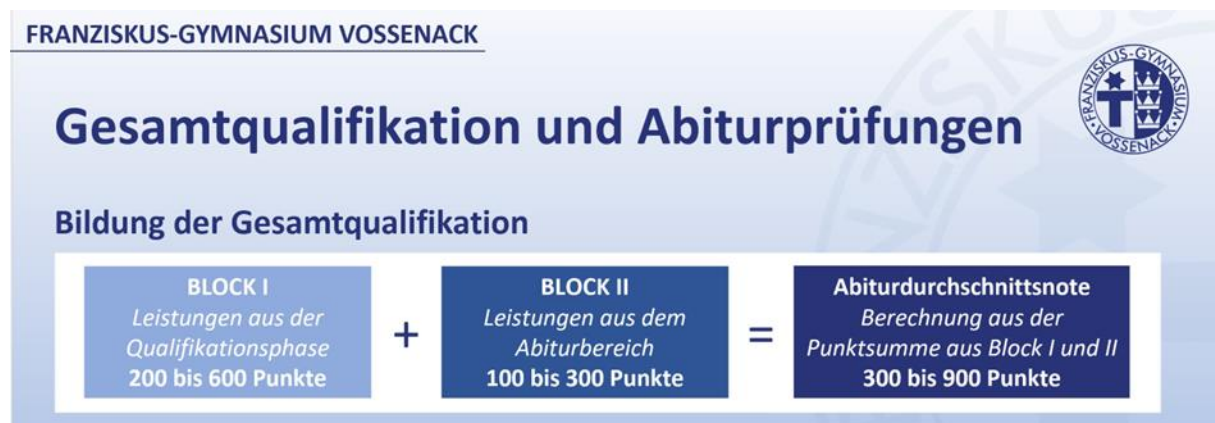 FRANZISKUS-GYMNASIUM VOSSENACK
FRANZISKUS-GYMNASIUM
VOSSENACK
Gesamtqualifikation und Abiturprüfungen
Bildung der Gesamtqualifikation
BLOCK I
Leistungen aus der
Qualifikationsphase
200 bis 600 Punkte
+
BLOCK II
Leistungen aus dem
Abiturbereich
100 bis 300 Punkte
=
Abiturdurchschnittsnote
Berechnung aus der
Punktsumme aus Block I und II
300 bis 900 Punkte